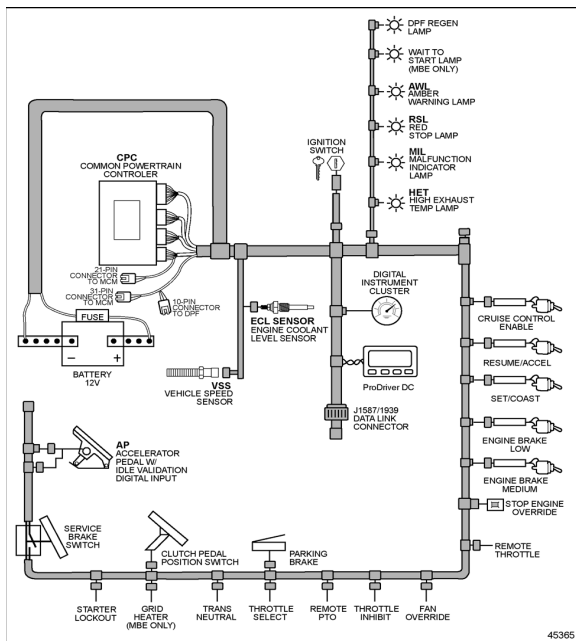 DPF REGEN
LAMP
WAIT TO
START LAMP
(MBE ONLY)
AWL
AMBER
WARNING LAMP
RSL
RED
STOP LAMP
MIL
MALFUNCTION
INDICATOR
LAMP
HET
HIGH EXHAUST
TEMP LAMP
IGNITION
SWITCH
CPC
COMMON POWERTRAIN
CONTROLER
21-PIN
CONNECTOR
TO MCM
31-PIN
CONNECTOR
TO MCM
10-PIN
CONNECTOR
TO DPF
FUSE
– +
BATTERY
12V
ECL SENSOR
ENGINE COOLANT
LEVEL SENSOR
VSS
VEHICLE SPEED
SENSOR
DIGITAL
INSTRUMENT
CLUSTER
ProDriver DC
J1587/1939
DATA LINK
CONNECTOR
CRUISE CONTROL
ENABLE
RESUME/ACCEL
SET/COAST
ENGINE BRAKE
LOW
ENGINE BRAKE
MEDIUM
STOP ENGINE
OVERRIDE
REMOTE
THROTTLE
AP
ACCELERATOR
PEDAL W/
IDLE VALIDATION
DIGITAL INPUT
SERVICE
BRAKE
SWITCH
CLUTCH PEDAL
POSITION SWITCH
PARKING
BRAKE
STARTER
LOCKOUT
GRID
HEATER
(MBE ONLY)
TRANS
NEUTRAL
THROTTLE
SELECT
REMOTE
PTO
THROTTLE
INHIBIT
FAN
OVERRIDE
45365